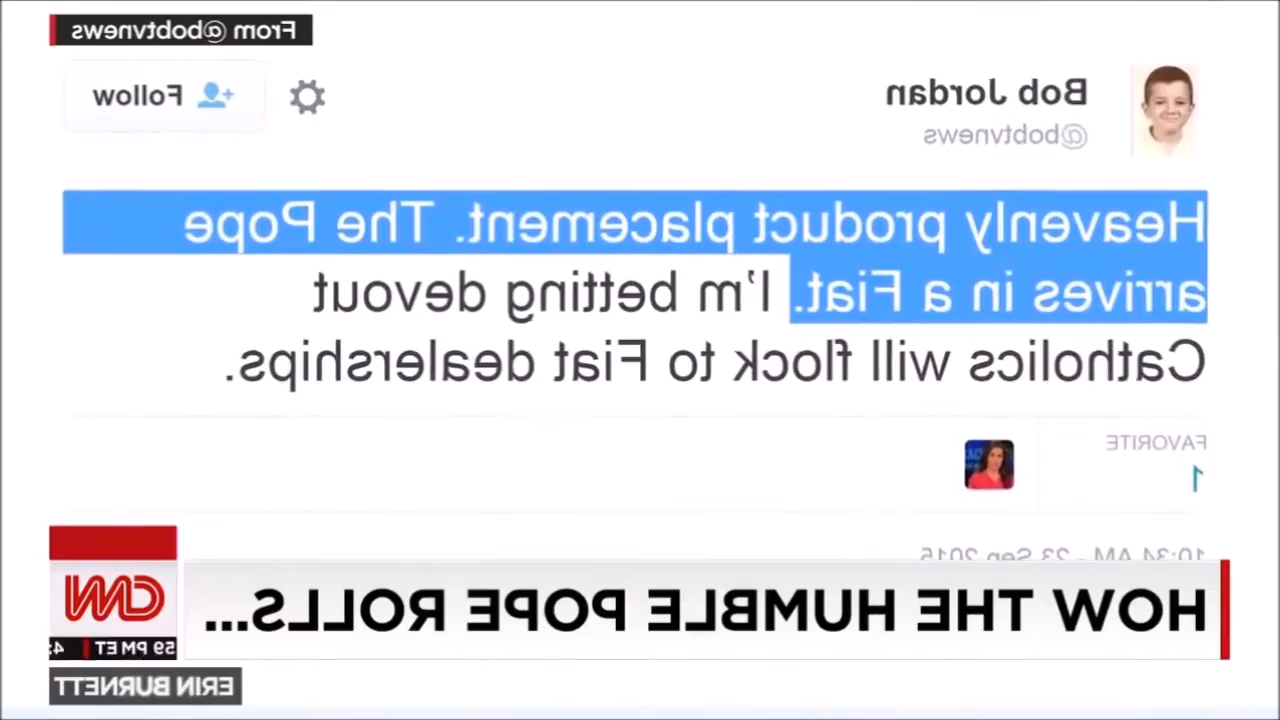 From @bobtvnews
Bob Jordan
@bobtvnews
Follow
Heavenly product placement. The Pope
arrives in a Fiat. I'm betting devout
Catholics will flock to Fiat dealerships.
FAVORITE
1
10:34 AM - 23 Sep 2015
HOW THE HUMBLE POPE ROLLS...
CNN
59 PM ET
ERIN BURNETT